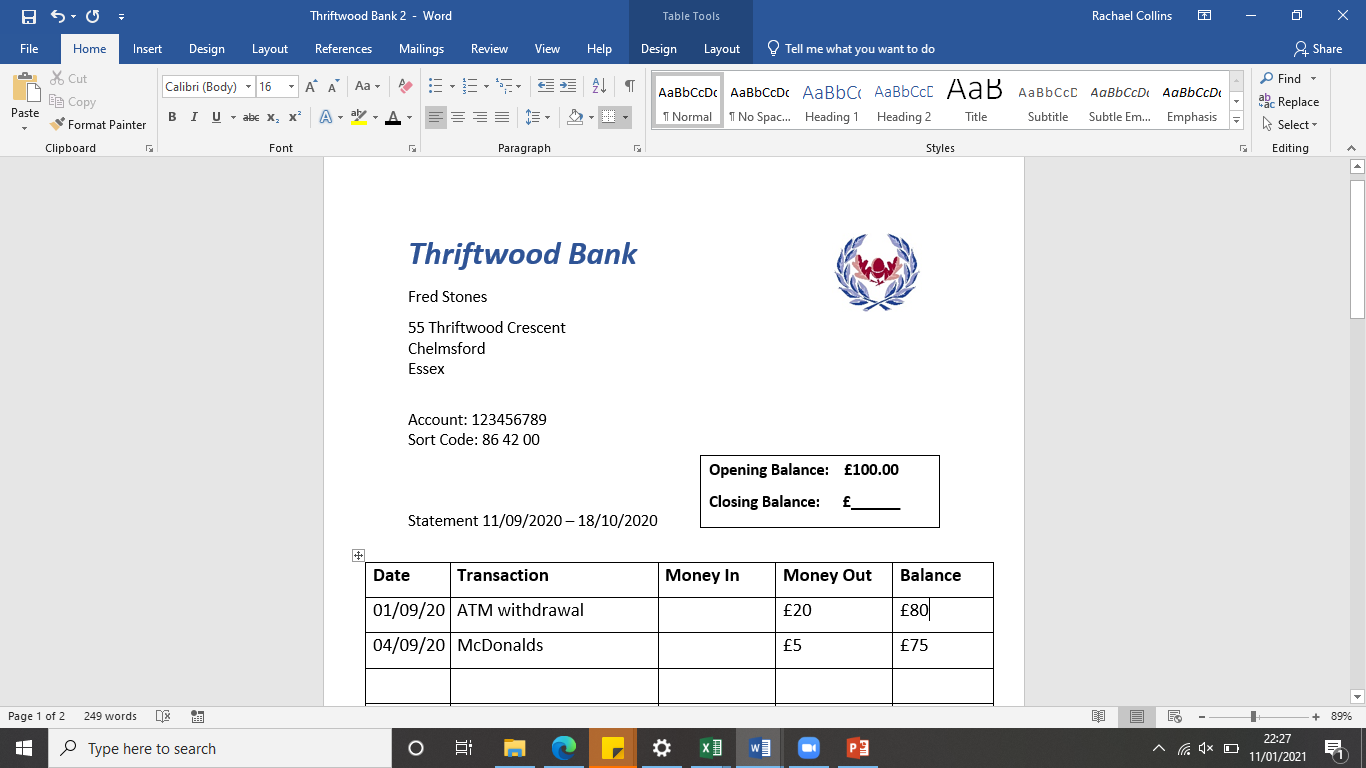 Thriftwood Bank 2 - Word
Table Tools
Rachael Collins
File Home Insert Design Layout References Mailings Review View Help Design Layout Tell me what you want to do Share
Paste
Cut
Copy
Format Painter
Clipboard
Calibri (Body) 16 A A Aa
B I U abc x₂ x² A ab A
Font
Paragraph
AaBbCcDc AaBbCcDc AaBbCc AaBbCcD AaB AaBbCcD AaBbCcDc AaBbCcDc
¶ Normal ¶ No Spac... Heading 1 Heading 2 Title Subtitle Subtle Em... Emphasis
Styles
Find
Replace
Select
Editing
Thriftwood Bank
Fred Stones
55 Thriftwood Crescent
Chelmsford
Essex
Account: 123456789
Sort Code: 86 42 00
Opening Balance: £100.00
Closing Balance: £______
Statement 11/09/2020 – 18/10/2020
Date Transaction Money In Money Out Balance
01/09/20 ATM withdrawal £20 £80
04/09/20 McDonalds £5 £75
Page 1 of 2 249 words 89%
Type here to search
22:27
11/01/2021
1